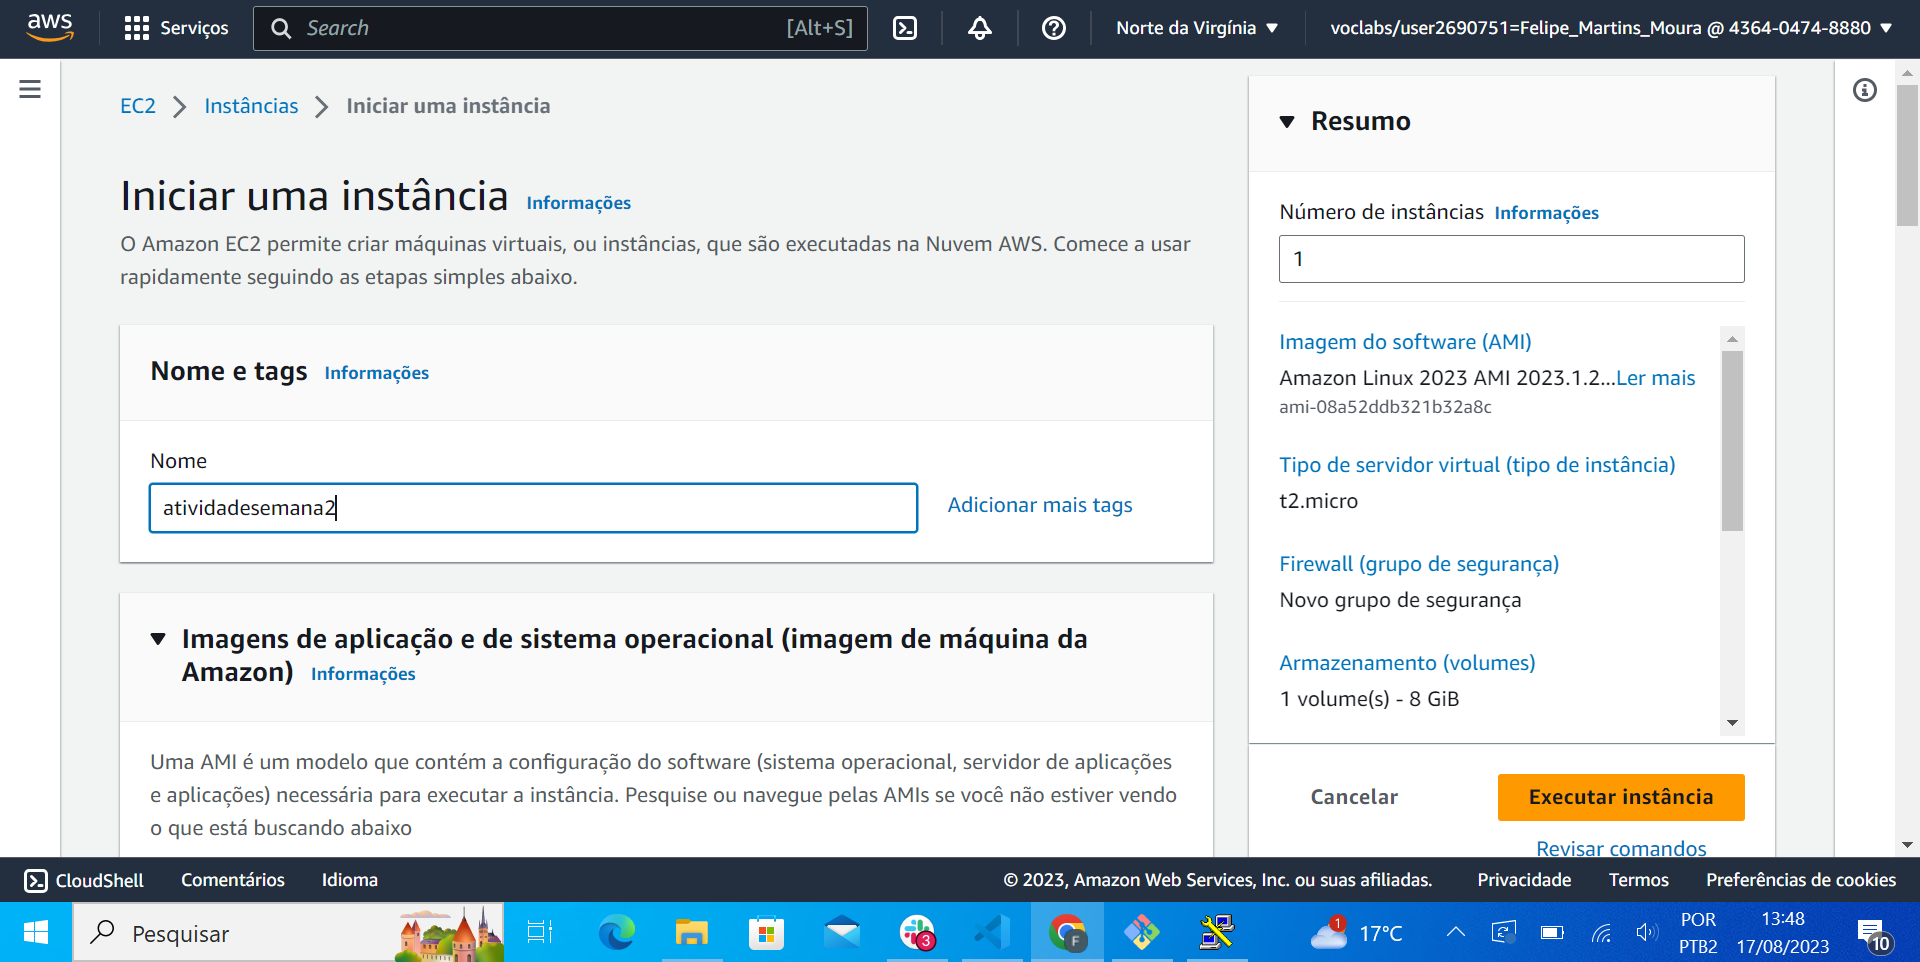 aws
Serviços
Search
[Alt+S]
Norte da Virgínia
voclabs/user2690751=Felipe_Martins_Moura @ 4364-0474-8880
EC2
Instâncias
Iniciar uma instância
Iniciar uma instância Informações
O Amazon EC2 permite criar máquinas virtuais, ou instâncias, que são executadas na Nuvem AWS. Comece a usar
rapidamente seguindo as etapas simples abaixo.
Nome e tags Informações
Nome
atividadesemana2
Adicionar mais tags
Imagens de aplicação e de sistema operacional (imagem de máquina da
Amazon) Informações
Uma AMI é um modelo que contém a configuração do software (sistema operacional, servidor de aplicações
e aplicações) necessária para executar a instância. Pesquise ou navegue pelas AMIs se você não estiver vendo
o que está buscando abaixo
Resumo
Número de instâncias Informações
1
Imagem do software (AMI)
Amazon Linux 2023 AMI 2023.1.2...Ler mais
ami-08a52ddb321b32a8c
Tipo de servidor virtual (tipo de instância)
t2.micro
Firewall (grupo de segurança)
Novo grupo de segurança
Armazenamento (volumes)
1 volume(s) - 8 GiB
Cancelar
Executar instância
Revisar comandos
CloudShell
Comentários
Idioma
© 2023, Amazon Web Services, Inc. ou suas afiliadas.
Privacidade
Termos
Preferências de cookies
Pesquisar
3
F
1
17°C
POR
PTB2
13:48
17/08/2023
10